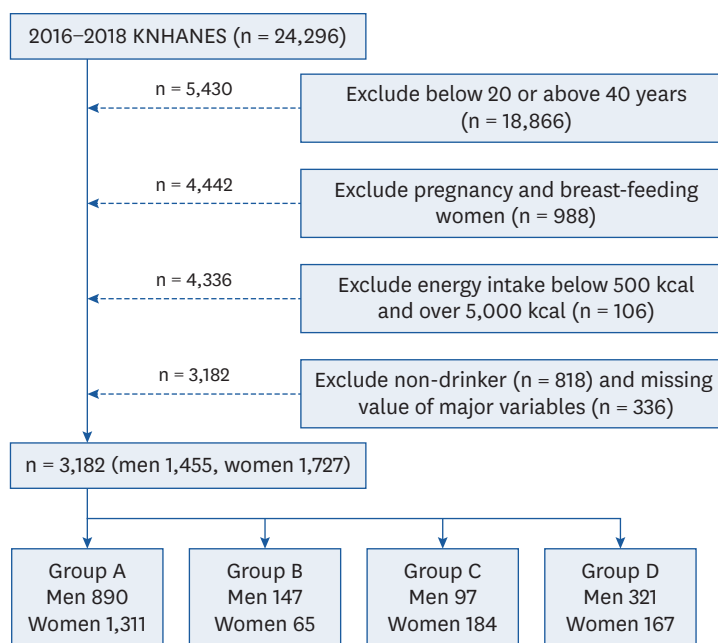 2016–2018 KNHANES (n = 24,296)
n = 5,430
Exclude below 20 or above 40 years
(n = 18,866)
n = 4,442
Exclude pregnancy and breast-feeding
women (n = 988)
n = 4,336
Exclude energy intake below 500 kcal
and over 5,000 kcal (n = 106)
n = 3,182
Exclude non-drinker (n = 818) and missing
value of major variables (n = 336)
n = 3,182 (men 1,455, women 1,727)
Group A
Men 890
Women 1,311
Group B
Men 147
Women 65
Group C
Men 97
Women 184
Group D
Men 321
Women 167